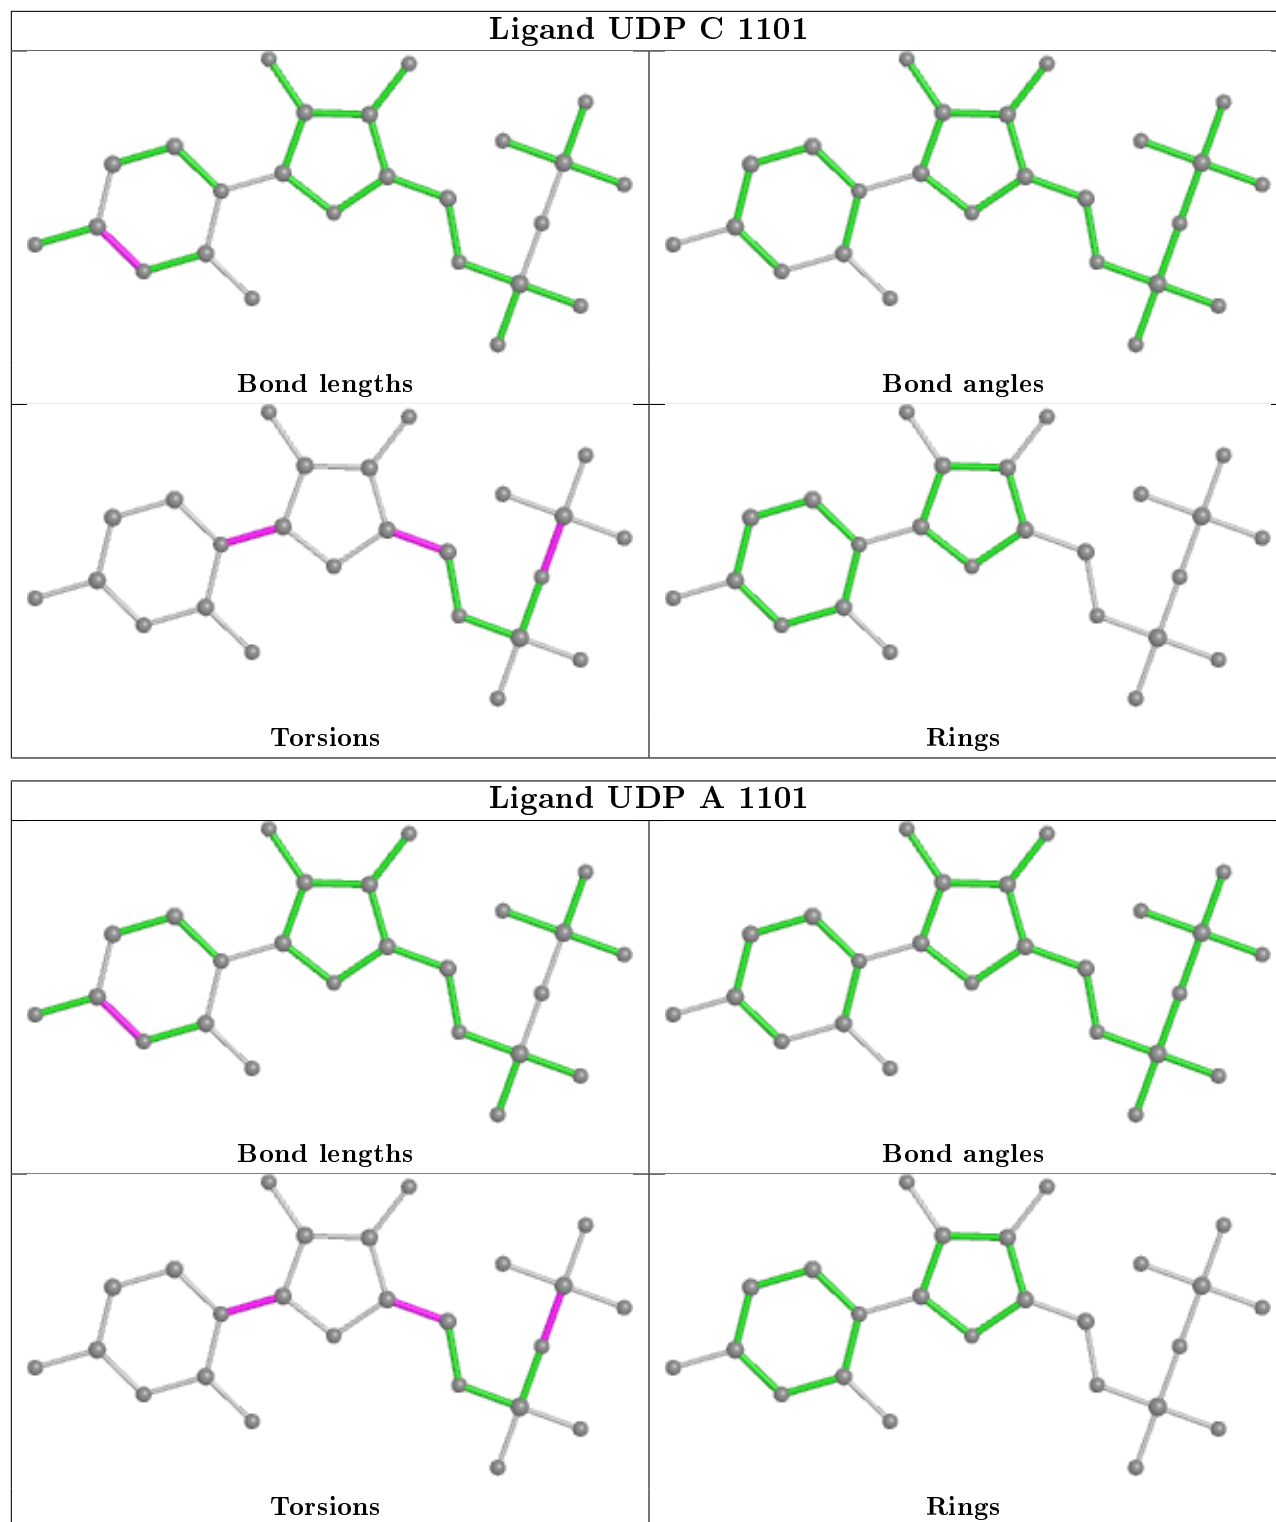 Ligand UDP C 1101
Bond lengths
Bond angles
Torsions
Rings
Ligand UDP A 1101
Bond lengths
Bond angles
Torsions
Rings